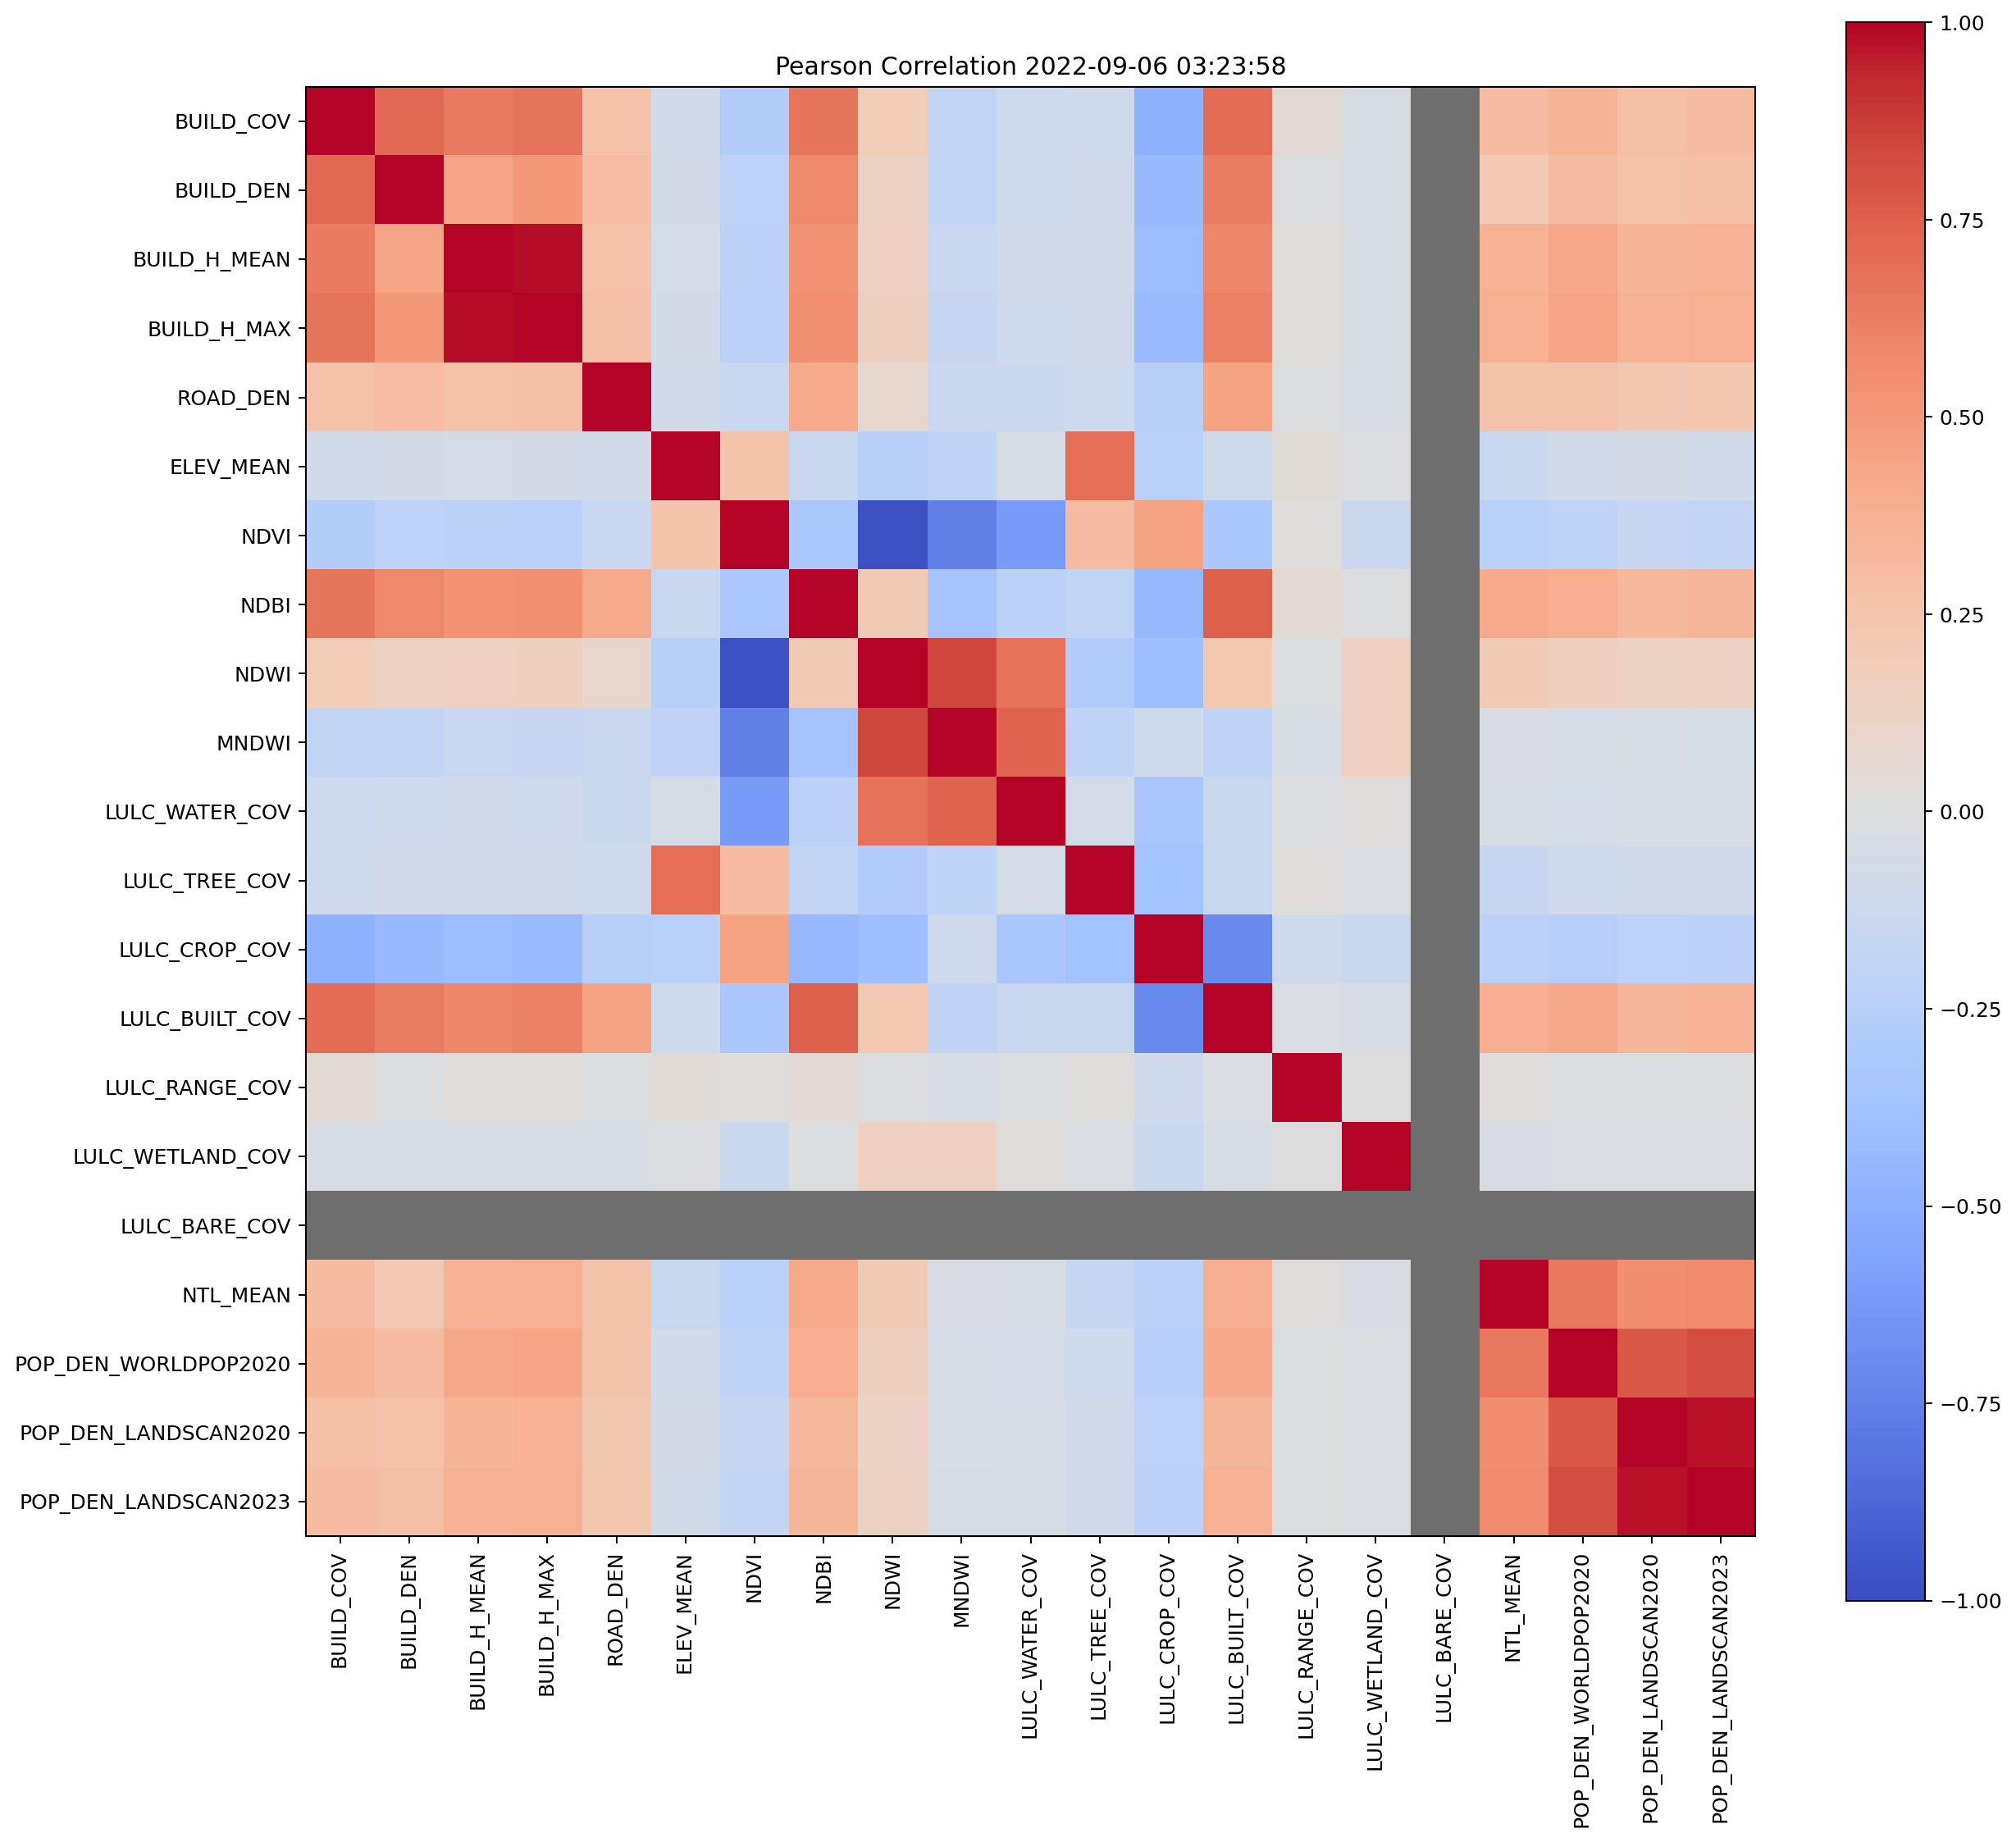 Pearson Correlation 2022-09-06 03:23:58
BUILD_COV
BUILD_DEN
BUILD_H_MEAN
BUILD_H_MAX
ROAD_DEN
ELEV_MEAN
NDVI
NDBI
NDWI
MNDWI
LULC_WATER_COV
LULC_TREE_COV
LULC_CROP_COV
LULC_BUILT_COV
LULC_RANGE_COV
LULC_WETLAND_COV
LULC_BARE_COV
NTL_MEAN
POP_DEN_WORLDPOP2020
POP_DEN_LANDSCAN2020
POP_DEN_LANDSCAN2023
BUILD_COV
BUILD_DEN
BUILD_H_MEAN
BUILD_H_MAX
ROAD_DEN
ELEV_MEAN
NDVI
NDBI
NDWI
MNDWI
LULC_WATER_COV
LULC_TREE_COV
LULC_CROP_COV
LULC_BUILT_COV
LULC_RANGE_COV
LULC_WETLAND_COV
LULC_BARE_COV
NTL_MEAN
POP_DEN_WORLDPOP2020
POP_DEN_LANDSCAN2020
POP_DEN_LANDSCAN2023
1.00
0.75
0.50
0.25
0.00
−0.25
−0.50
−0.75
−1.00